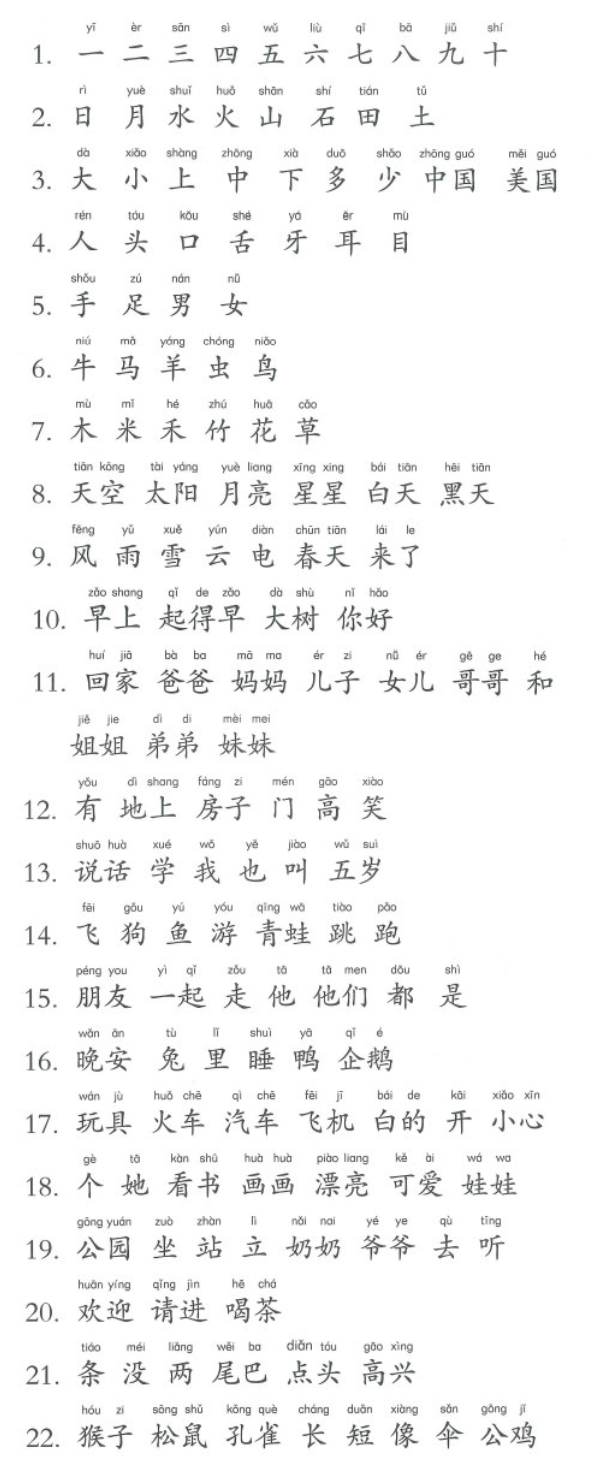 yī èr sān sì wǔ liù qī bā jiǔ shí
1. 一 二 三 四 五 六 七 八 九 十
rì yuè shuǐ huǒ shān shí tián tǔ
2. 日 月 水 火 山 石 田 土
dà xiǎo shàng zhōng xià duō shǎo zhōng guó měi guó
3. 大 小 上 中 下 多 少 中国 美国
rén tóu kǒu shé yá ěr mù
4. 人 头 口 舌 牙 耳 目
shǒu zú nán nǚ
5. 手 足 男 女
niú mǎ yáng chóng niǎo
6. 牛 马 羊 虫 鸟
mù mǐ hé zhú huā cǎo
7. 木 米 禾 竹 花 草
tiān kōng tài yáng yuè liang xīng xing bái tiān hēi tiān
8. 天空 太阳 月亮 星星 白天 黑天
fēng yǔ xuě yún diàn chūn tiān lái le
9. 风 雨 雪 云 电 春天 来了
zǎo shang qǐ de zǎo dà shù nǐ hǎo
10. 早上 起得早 大树 你好
huí jiā bà ba mā ma ér zi nǚ ér gē ge hé
11. 回家 爸爸 妈妈 儿子 女儿 哥哥 和
jiě jie dì di mèi mei
姐姐 弟弟 妹妹
yǒu dì shang fáng zi mén gāo xiào
12. 有 地上 房子 门 高 笑
shuō huà xué wǒ yě jiào wǔ suì
13. 说话 学 我 也 叫 五岁
fēi gǒu yú yóu qīng wā tiào pǎo
14. 飞 狗 鱼 游 青蛙 跳 跑
péng you yì qǐ zǒu tā tā men dōu shì
15. 朋友 一起 走 他 他们 都 是
wǎn ān tù lǐ shuì yā qǐ é
16. 晚安 兔 里 睡 鸭 企鹅
wán jù huǒ chē qì chē fēi jī bái de kāi xiǎo xīn
17. 玩具 火车 汽车 飞机 白的 开 小心
gè tā kàn shū huà huà piào liang kě ài wá wa
18. 个 她 看书 画画 漂亮 可爱 娃娃
gōng yuán zuò zhàn lì nǎi nai yé ye qù tīng
19. 公园 坐 站 立 奶奶 爷爷 去 听
huān yíng qǐng jìn hē chá
20. 欢迎 请进 喝茶
tiáo méi liǎng wěi ba diǎn tóu gāo xìng
21. 条 没 两 尾巴 点头 高兴
hóu zi sōng shǔ kǒng què cháng duǎn xiàng sǎn gōng jī
22. 猴子 松鼠 孔雀 长 短 像 伞 公鸡